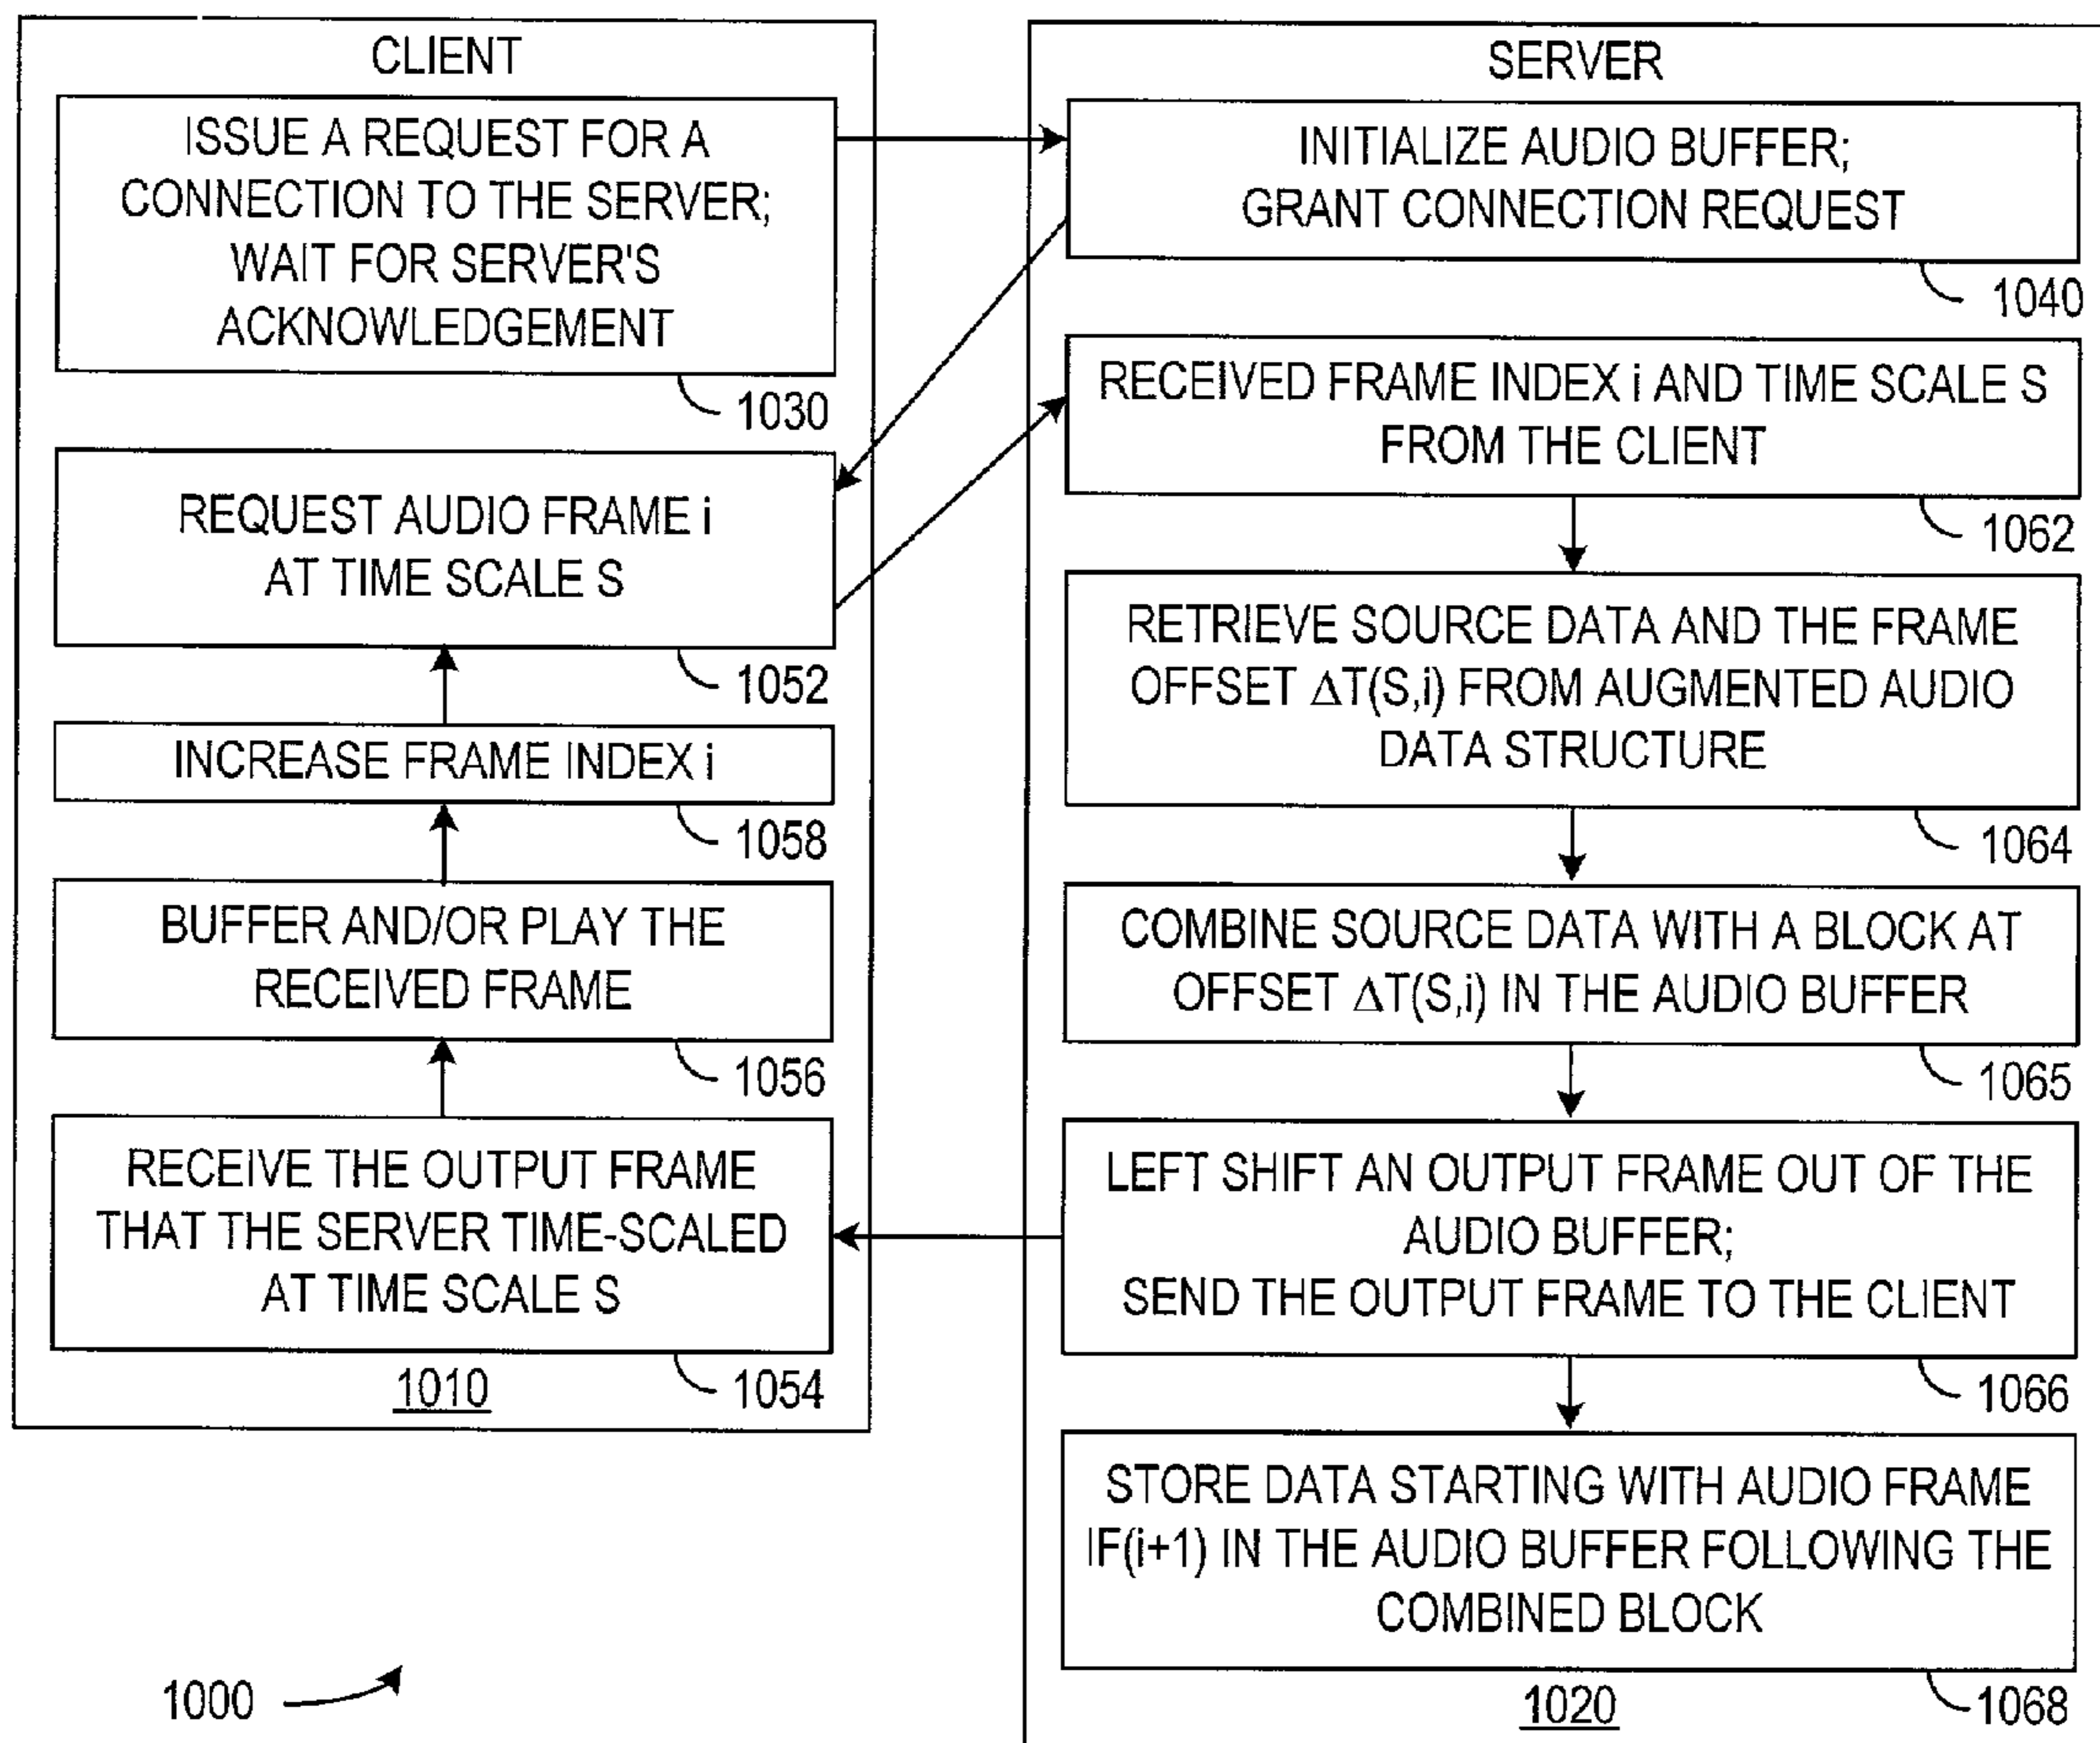 CLIENT
ISSUE A REQUEST FOR A
CONNECTION TO THE SERVER;
WAIT FOR SERVER'S
ACKNOWLEDGEMENT
1030
REQUEST AUDIO FRAME i
AT TIME SCALE S
1052
INCREASE FRAME INDEX i
1058
BUFFER AND/OR PLAY THE
RECEIVED FRAME
1056
RECEIVE THE OUTPUT FRAME
THAT THE SERVER TIME-SCALED
AT TIME SCALE S
1054
1010
SERVER
INITIALIZE AUDIO BUFFER;
GRANT CONNECTION REQUEST
1040
RECEIVED FRAME INDEX i AND TIME SCALE S
FROM THE CLIENT
1062
RETRIEVE SOURCE DATA AND THE FRAME
OFFSET ΔT(S,i) FROM AUGMENTED AUDIO
DATA STRUCTURE
1064
COMBINE SOURCE DATA WITH A BLOCK AT
OFFSET ΔT(S,i) IN THE AUDIO BUFFER
1065
LEFT SHIFT AN OUTPUT FRAME OUT OF THE
AUDIO BUFFER;
SEND THE OUTPUT FRAME TO THE CLIENT
1066
STORE DATA STARTING WITH AUDIO FRAME
IF(i+1) IN THE AUDIO BUFFER FOLLOWING THE
COMBINED BLOCK
1068
1020
1000